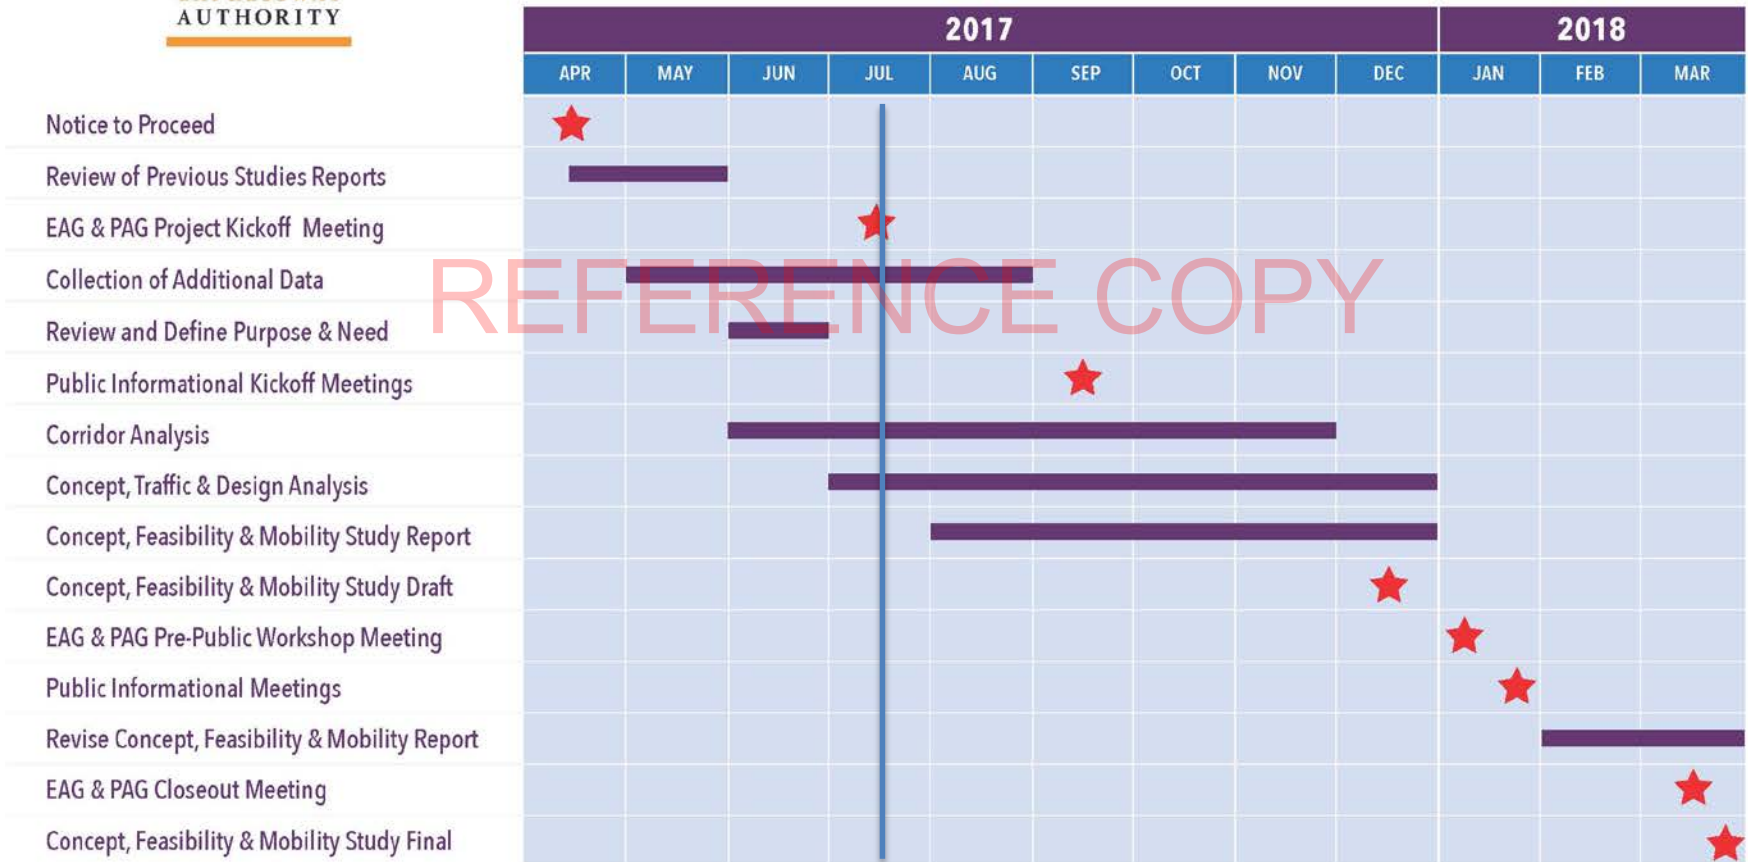 AUTHORITY
2017 2018
APR MAY JUN JUL AUG SEP OCT NOV DEC JAN FEB MAR
Notice to Proceed
Review of Previous Studies Reports
EAG & PAG Project Kickoff Meeting
Collection of Additional Data
REFERENCE COPY
Review and Define Purpose & Need
Public Informational Kickoff Meetings
Corridor Analysis
Concept, Traffic & Design Analysis
Concept, Feasibility & Mobility Study Report
Concept, Feasibility & Mobility Study Draft
EAG & PAG Pre-Public Workshop Meeting
Public Informational Meetings
Revise Concept, Feasibility & Mobility Report
EAG & PAG Closeout Meeting
Concept, Feasibility & Mobility Study Final